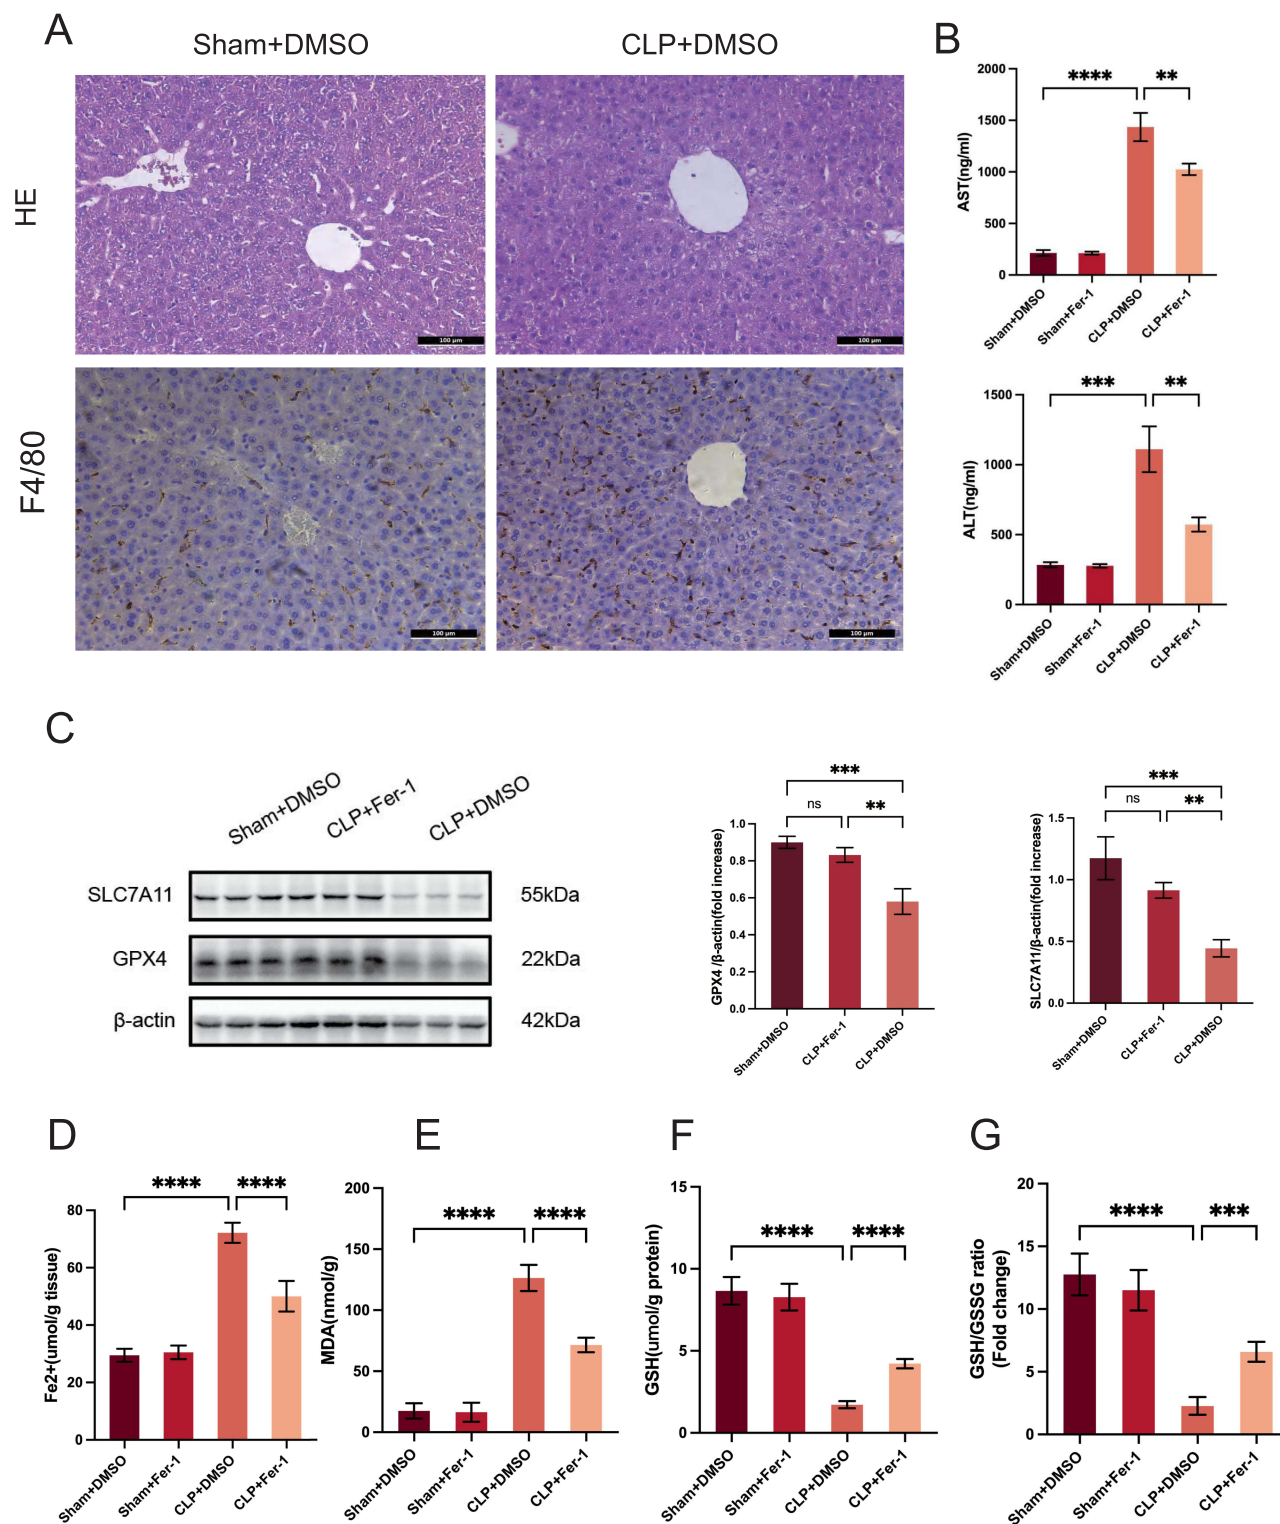 A
Sham+DMSO
CLP+DMSO
HE
F4/80
100 μm
100 μm
100 μm
100 μm
B
AST(ng/ml)
2000
1500
1000
500
0
****
**
Sham+DMSO
Sham+Fer-1
CLP+DMSO
CLP+Fer-1
ALT(ng/ml)
1500
1000
500
0
***
**
Sham+DMSO
Sham+Fer-1
CLP+DMSO
CLP+Fer-1
C
Sham+DMSO
CLP+Fer-1
CLP+DMSO
SLC7A11
55kDa
GPX4
22kDa
β-actin
42kDa
GPX4 /β-actin(fold increase)
1.0
0.8
0.6
0.4
0.2
0.0
***
ns
**
Sham+DMSO
CLP+Fer-1
CLP+DMSO
SLC7A11/β-actin(fold increase)
1.5
1.0
0.5
0.0
***
ns
**
Sham+DMSO
CLP+Fer-1
CLP+DMSO
D
Fe2+(umol/g tissue)
80
60
40
20
0
****
****
Sham+DMSO
Sham+Fer-1
CLP+DMSO
CLP+Fer-1
E
MDA(nmol/g)
200
150
100
50
0
****
****
Sham+DMSO
Sham+Fer-1
CLP+DMSO
CLP+Fer-1
F
GSH(umol/g protein)
15
10
5
0
****
****
Sham+DMSO
Sham+Fer-1
CLP+DMSO
CLP+Fer-1
G
GSH/GSSG ratio
(Fold change)
20
15
10
5
0
****
***
Sham+DMSO
Sham+Fer-1
CLP+DMSO
CLP+Fer-1